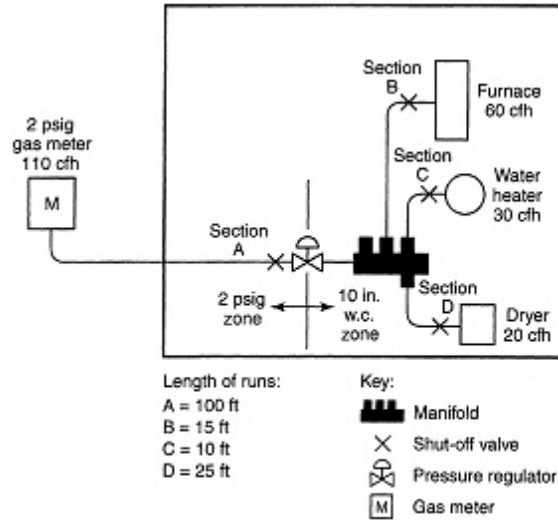 2 psig
gas meter
110 cfh
M
Section
A
2 psig
zone
10 in.
w.c.
zone
Section
B
Furnace
60 cfh
Section
C
Water
heater
30 cfh
Section
D
Dryer
20 cfh
Length of runs:
A = 100 ft
B = 15 ft
C = 10 ft
D = 25 ft
Key:
Manifold
Shut-off valve
Pressure regulator
M
Gas meter